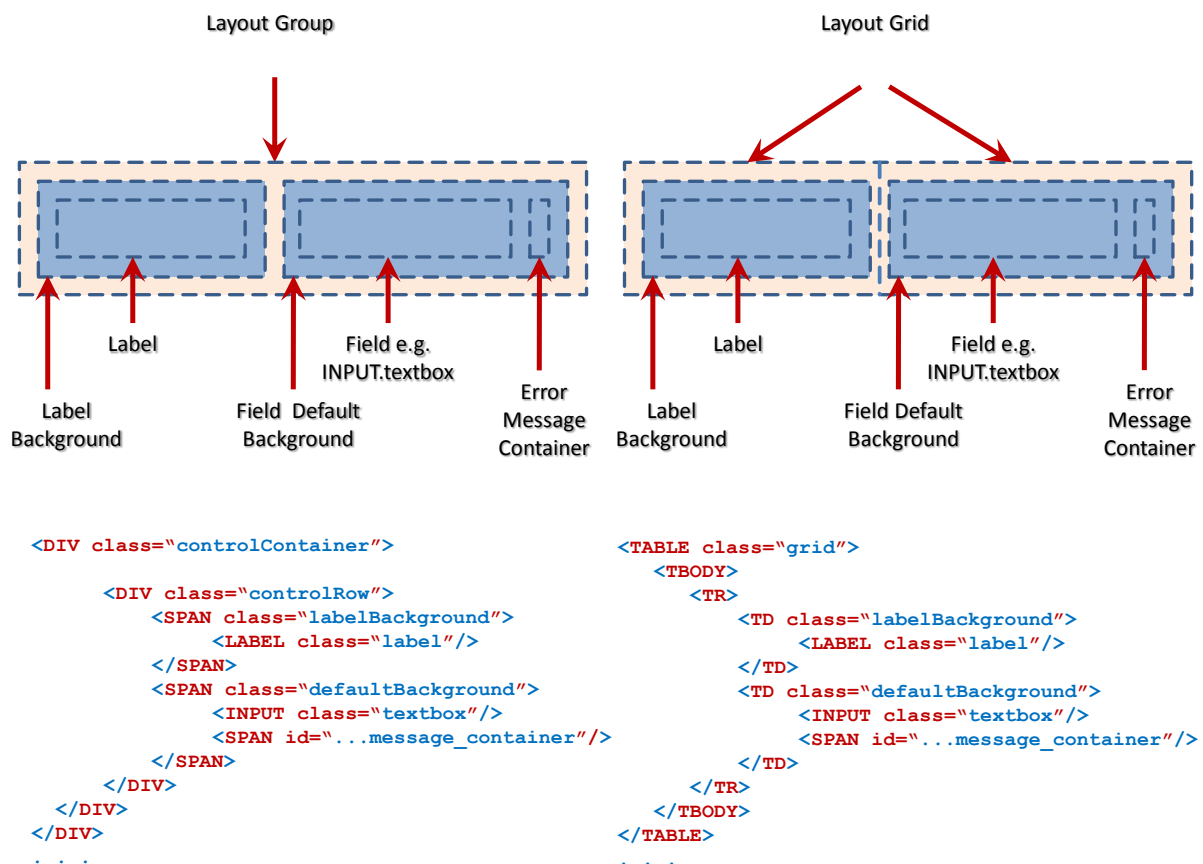 Layout Group
Label
Field e.g.
INPUT.textbox
Label
Background
Field Default
Background
Error
Message
Container
Layout Grid
Label
Field e.g.
INPUT.textbox
Label
Background
Field Default
Background
Error
Message
Container
<DIV class=“controlContainer”>
<DIV class=“controlRow”>
<SPAN class=“labelBackground”>
<LABEL class=“label”/>
</SPAN>
<SPAN class=“defaultBackground”>
<INPUT class=“textbox”/>
<SPAN id=“...message_container”/>
</SPAN>
</DIV>
</DIV>
</DIV>
<TABLE class=“grid”>
<TBODY>
<TR>
<TD class=“labelBackground”>
<LABEL class=“label”/>
</TD>
<TD class=“defaultBackground”>
<INPUT class=“textbox”/>
<SPAN id=“...message_container”/>
</TD>
</TR>
</TBODY>
</TABLE>